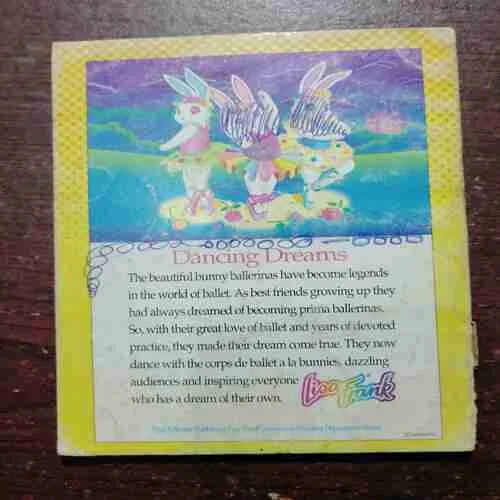 Dancing Dreams
The beautiful bunny ballerinas have become legends
in the world of ballet. As best friends growing up they
had always dreamed of becoming prima ballerinas.
So, with their great love of ballet and years of devoted
practice, they made their dream come true. They now
dance with the corps de ballet a la bunnies, dazzling
audiences and inspiring everyone
who has a dream of their own.
Lisa Frank